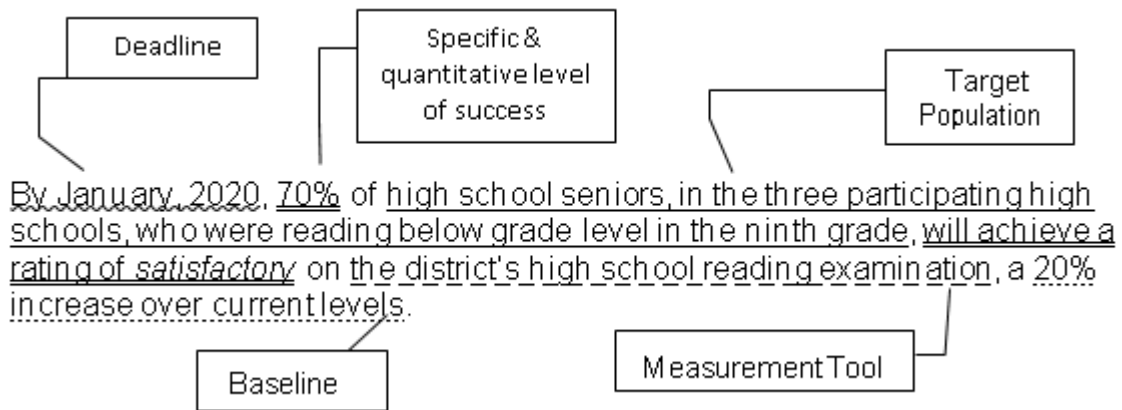 Deadline
Specific &
quantitative level
of success
Target
Population
By January, 2020, 70% of high school seniors, in the three participating high
schools, who were reading below grade level in the ninth grade, will achieve a
rating of satisfactory on the district's high school reading examination, a 20%
increase over current levels.
Baseline
Measurement Tool